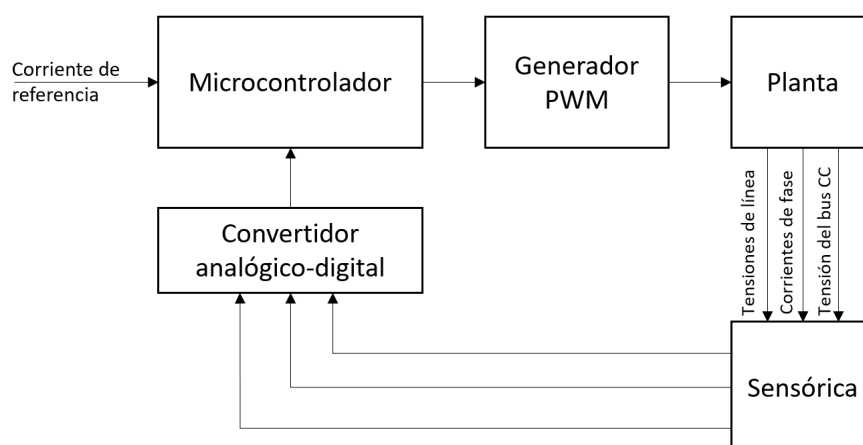 Corriente de
referencia
Microcontrolador
Generador
PWM
Planta
Tensiones de línea
Corrientes de fase
Tensión del bus CC
Convertidor
analógico-digital
Sensórica